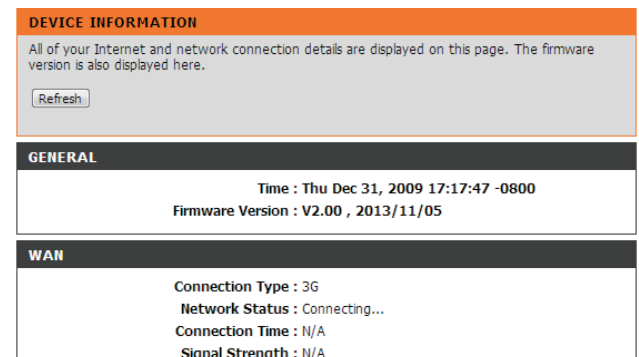 DEVICE INFORMATION
All of your Internet and network connection details are displayed on this page. The firmware
version is also displayed here.
Refresh
GENERAL
Time : Thu Dec 31, 2009 17:17:47 -0800
Firmware Version : V2.00 , 2013/11/05
WAN
Connection Type : 3G
Network Status : Connecting...
Connection Time : N/A
Signal Strength : N/A